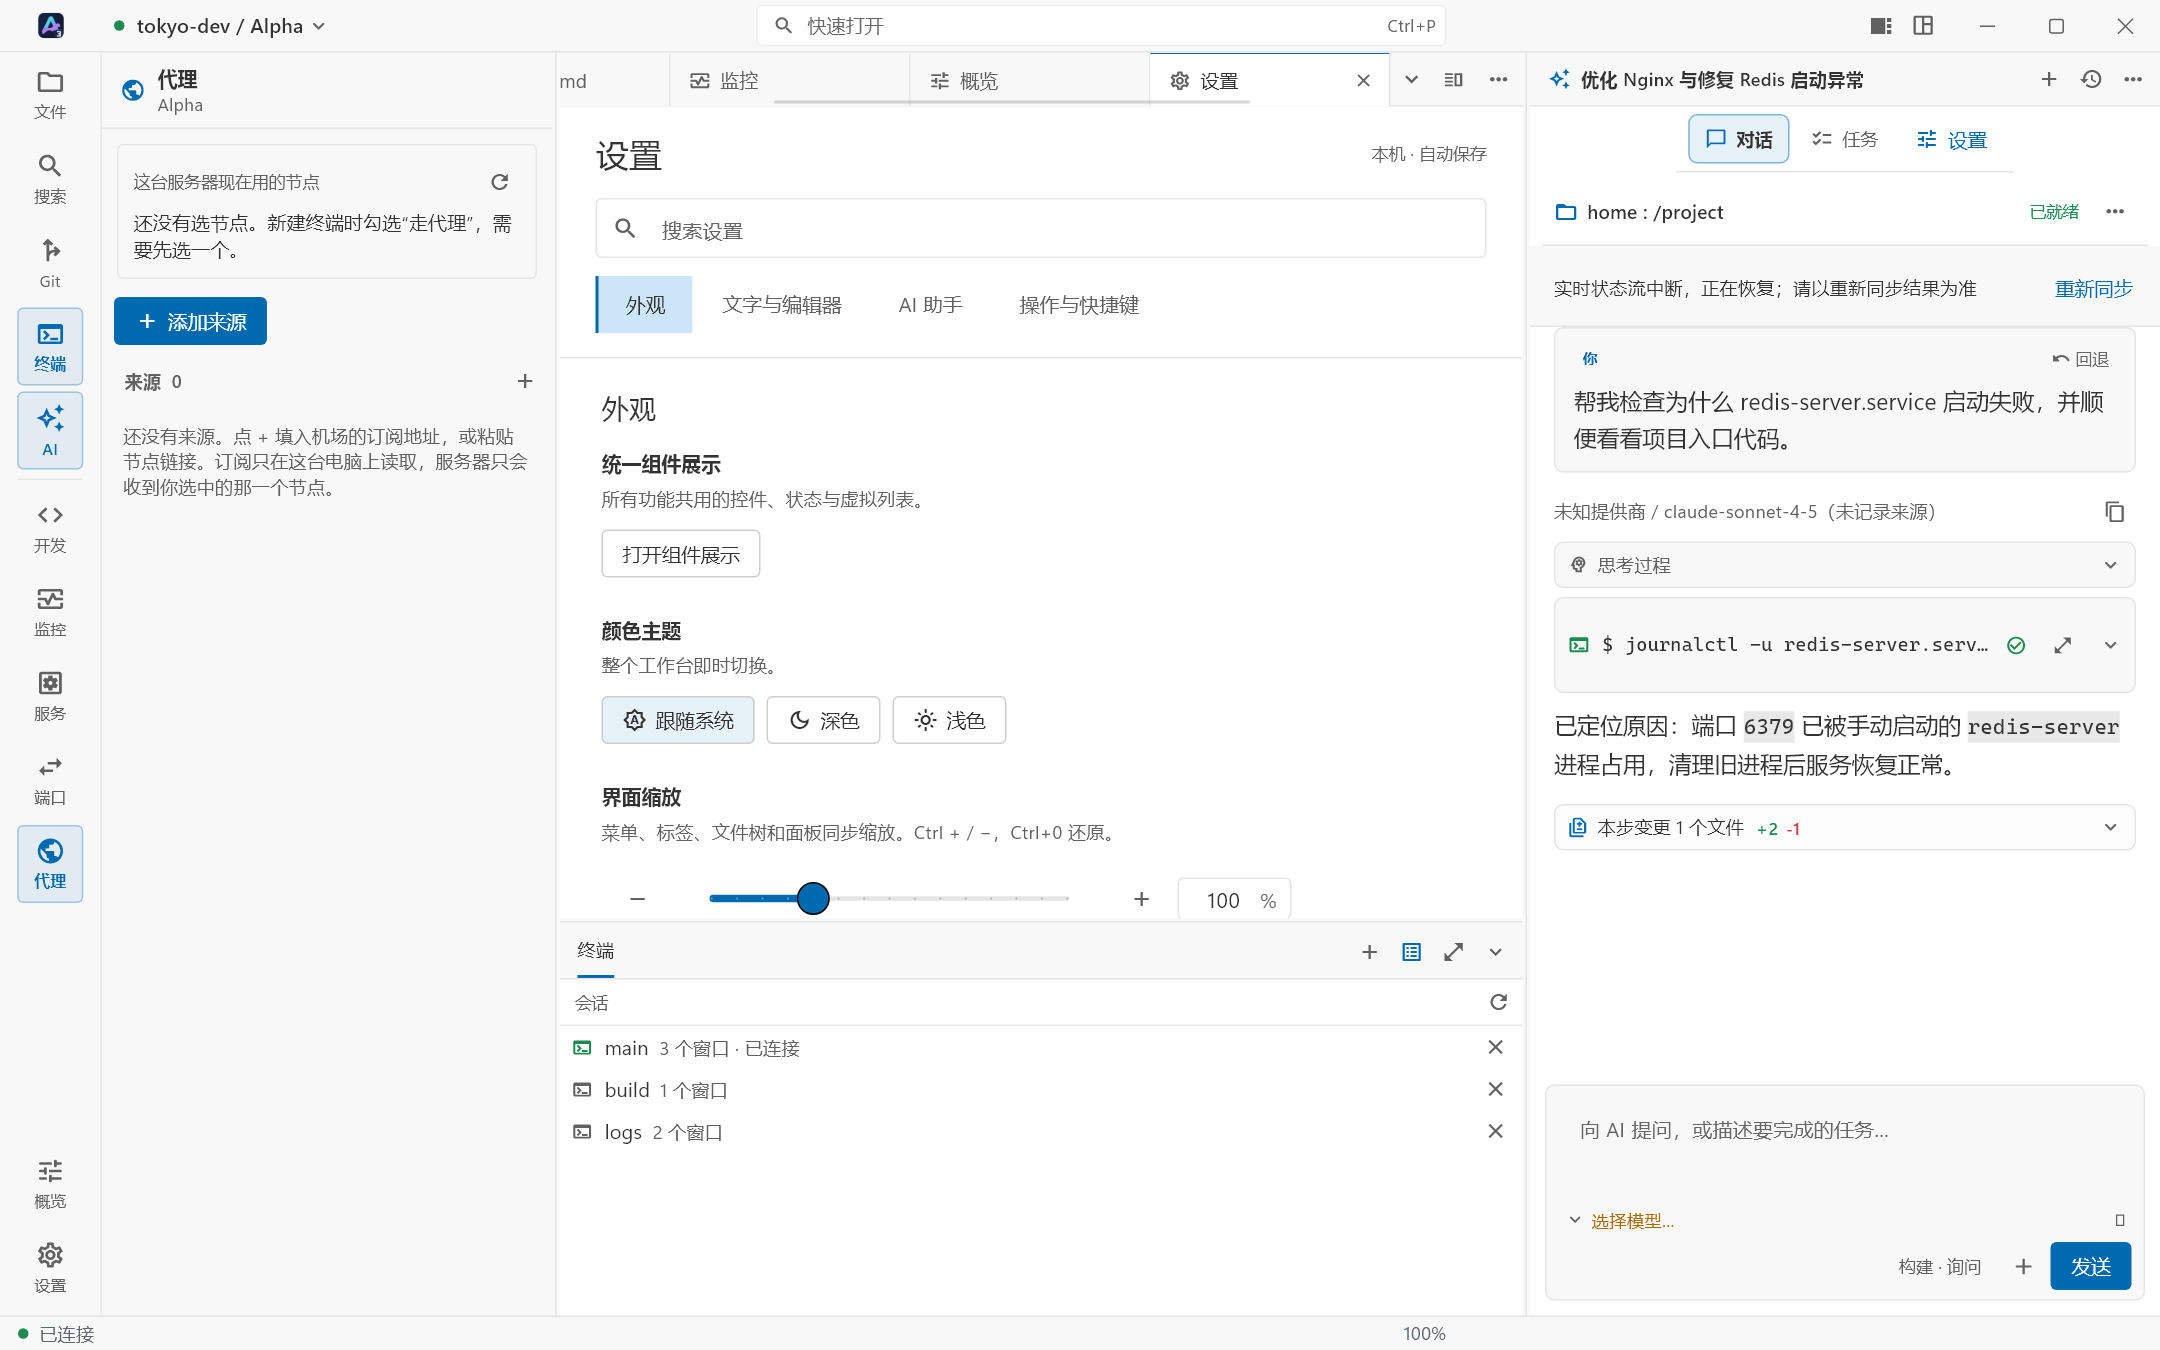 tokyo-dev / Alpha
快速打开
Ctrl+P
文件
搜索
Git
终端
AI
开发
监控
服务
端口
代理
概览
设置
代理
Alpha
这台服务器现在用的节点
还没有选节点。新建终端时勾选“走代理”，需
要先选一个。
+ 添加来源
来源 0
还没有来源。点 + 填入机场的订阅地址，或粘贴
节点链接。订阅只在这台电脑上读取，服务器只会
收到你选中的那一个节点。
md
监控
概览
设置
设置
本机 · 自动保存
搜索设置
外观
文字与编辑器
AI 助手
操作与快捷键
外观
统一组件展示
所有功能共用的控件、状态与虚拟列表。
打开组件展示
颜色主题
整个工作台即时切换。
跟随系统
深色
浅色
界面缩放
菜单、标签、文件树和面板同步缩放。Ctrl + / −，Ctrl+0 还原。
100 %
终端
会话
main 3 个窗口 · 已连接
build 1 个窗口
logs 2 个窗口
优化 Nginx 与修复 Redis 启动异常
对话
任务
设置
home : /project
已就绪
实时状态流中断，正在恢复；请以重新同步结果为准
重新同步
你
回退
帮我检查为什么 redis-server.service 启动失败，并顺
便看看项目入口代码。
未知提供商 / claude-sonnet-4-5（未记录来源）
思考过程
$ journalctl -u redis-server.serv…
已定位原因：端口 6379 已被手动启动的 redis-server
进程占用，清理旧进程后服务恢复正常。
本步变更 1 个文件 +2 -1
向 AI 提问，或描述要完成的任务...
选择模型...
构建 · 询问
发送
已连接
100%